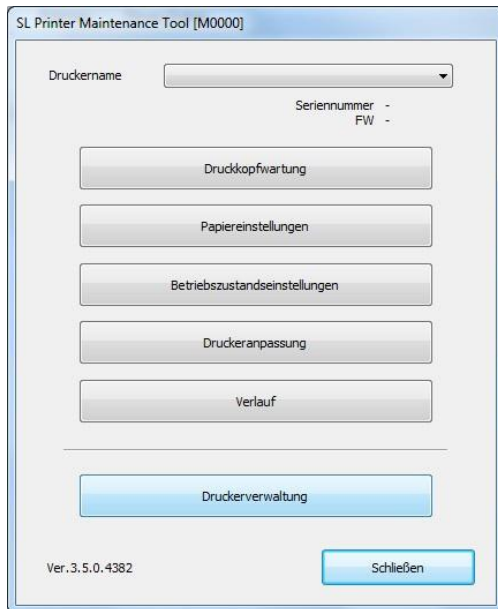 SL Printer Maintenance Tool [M0000]
Druckername
Seriennummer -
FW -
Druckkopfwartung
Papiereinstellungen
Betriebszustandseinstellungen
Druckeranpassung
Verlauf
Druckerverwaltung
Ver.3.5.0.4382 Schließen